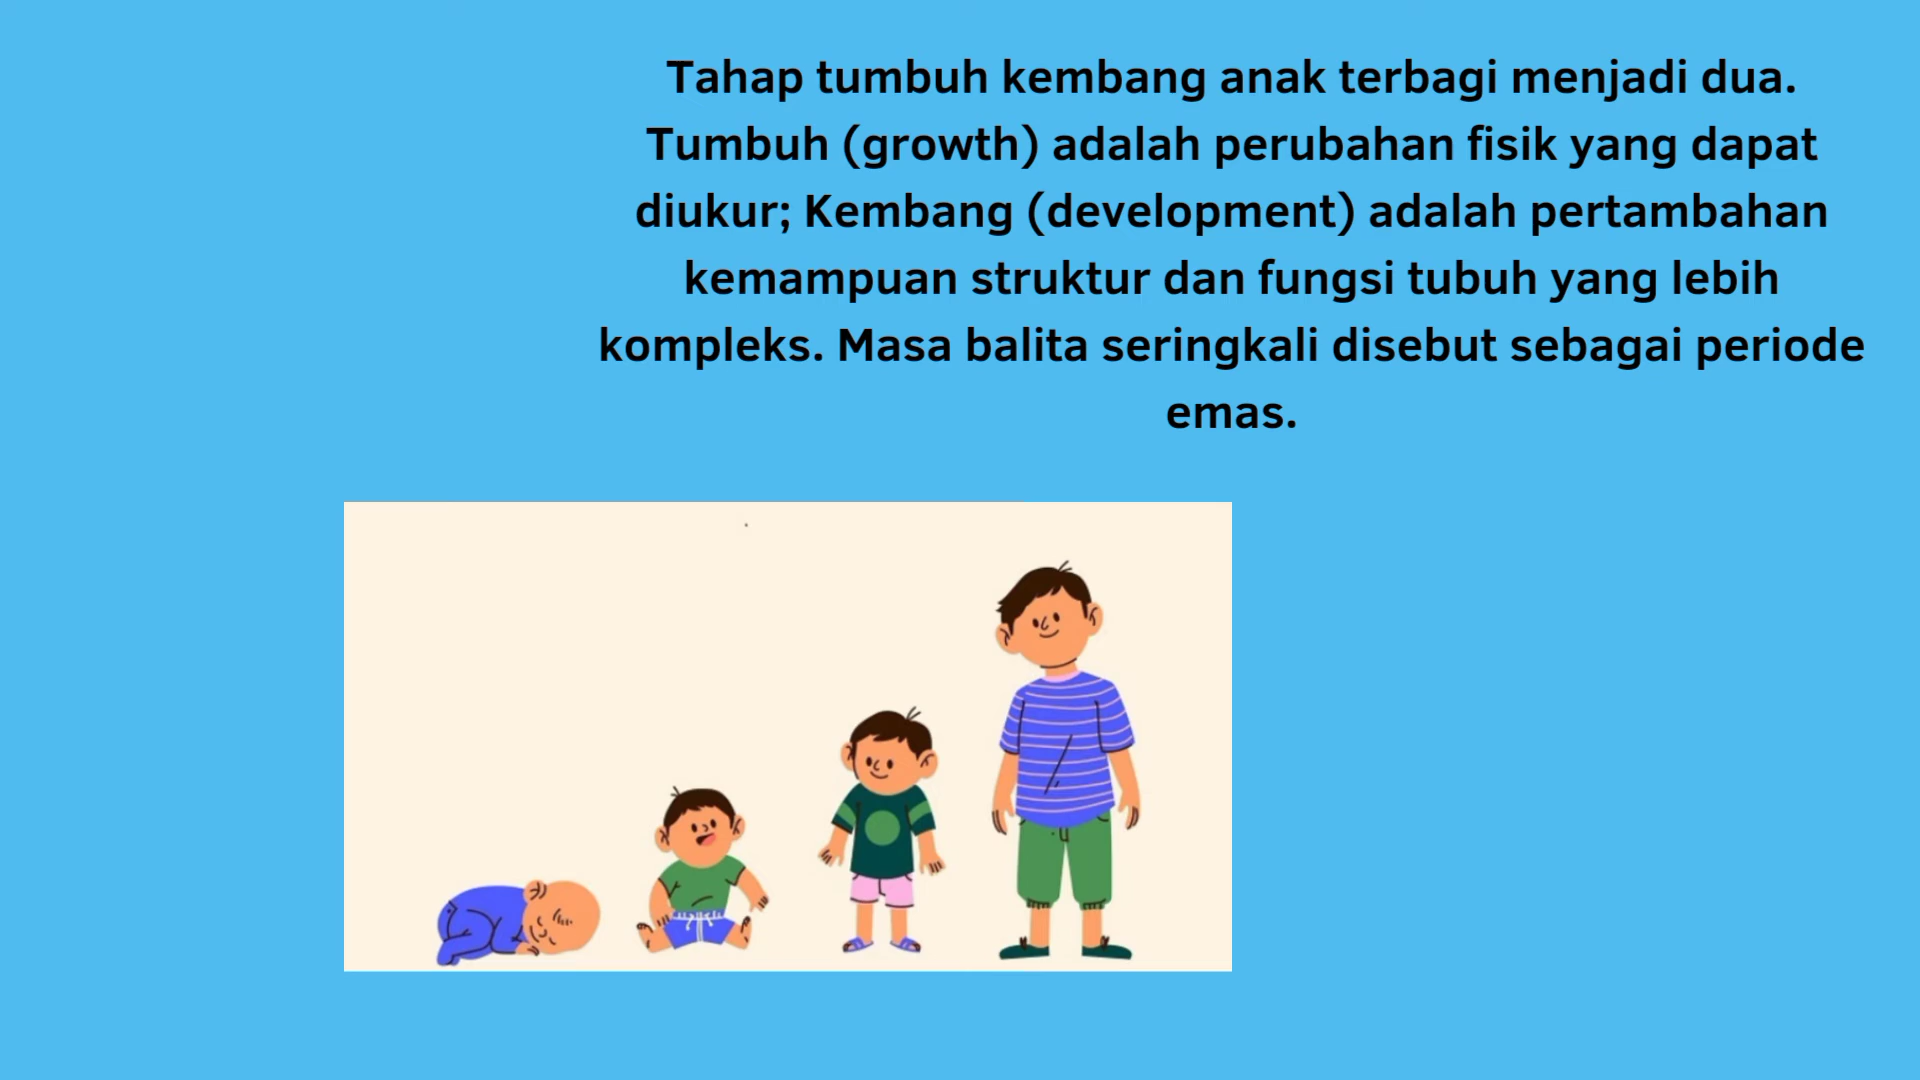 Tahap tumbuh kembang anak terbagi menjadi dua.
Tumbuh (growth) adalah perubahan fisik yang dapat
diukur; Kembang (development) adalah pertambahan
kemampuan struktur dan fungsi tubuh yang lebih
kompleks. Masa balita seringkali disebut sebagai periode
emas.